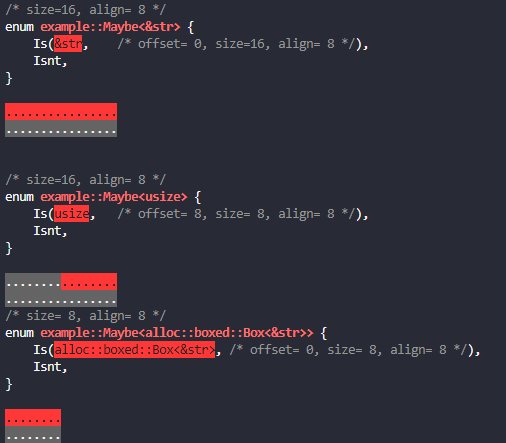 /* size=16, align= 8 */
enum example::Maybe<&str> {
    Is(&str,   /* offset= 0, size=16, align= 8 */),
    Isnt,
}
................
................
/* size=16, align= 8 */
enum example::Maybe<usize> {
    Is(usize,   /* offset= 8, size= 8, align= 8 */),
    Isnt,
}
................
................
/* size= 8, align= 8 */
enum example::Maybe<alloc::boxed::Box<&str>> {
    Is(alloc::boxed::Box<&str>, /* offset= 0, size= 8, align= 8 */),
    Isnt,
}
........
........